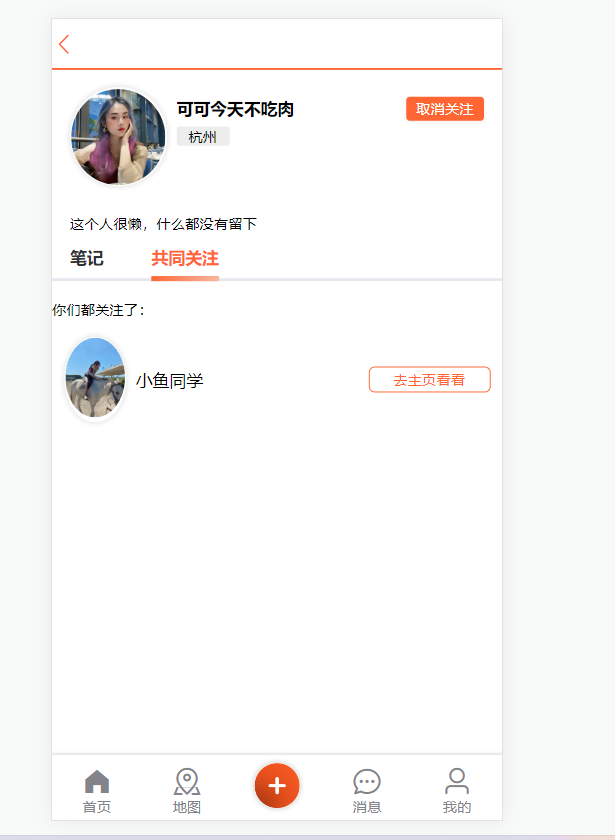 可可今天不吃肉
取消关注
杭州
这个人很懒，什么都没有留下
笔记 共同关注
你们都关注了：
小鱼同学
去主页看看
首页 地图 消息 我的